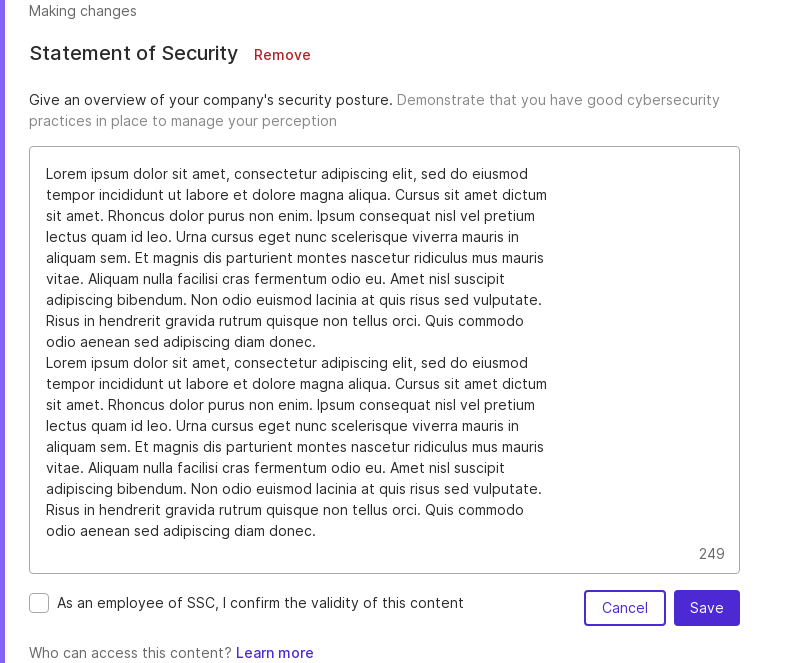 Making changes
Statement of Security Remove
Give an overview of your company's security posture. Demonstrate that you have good cybersecurity
practices in place to manage your perception
Lorem ipsum dolor sit amet, consectetur adipiscing elit, sed do eiusmod
tempor incididunt ut labore et dolore magna aliqua. Cursus sit amet dictum
sit amet. Rhoncus dolor purus non enim. Ipsum consequat nisl vel pretium
lectus quam id leo. Urna cursus eget nunc scelerisque viverra mauris in
aliquam sem. Et magnis dis parturient montes nascetur ridiculus mus mauris
vitae. Aliquam nulla facilisi cras fermentum odio eu. Amet nisl suscipit
adipiscing bibendum. Non odio euismod lacinia at quis risus sed vulputate.
Risus in hendrerit gravida rutrum quisque non tellus orci. Quis commodo
odio aenean sed adipiscing diam donec.
Lorem ipsum dolor sit amet, consectetur adipiscing elit, sed do eiusmod
tempor incididunt ut labore et dolore magna aliqua. Cursus sit amet dictum
sit amet. Rhoncus dolor purus non enim. Ipsum consequat nisl vel pretium
lectus quam id leo. Urna cursus eget nunc scelerisque viverra mauris in
aliquam sem. Et magnis dis parturient montes nascetur ridiculus mus mauris
vitae. Aliquam nulla facilisi cras fermentum odio eu. Amet nisl suscipit
adipiscing bibendum. Non odio euismod lacinia at quis risus sed vulputate.
Risus in hendrerit gravida rutrum quisque non tellus orci. Quis commodo
odio aenean sed adipiscing diam donec.
249
As an employee of SSC, I confirm the validity of this content
Cancel Save
Who can access this content? Learn more